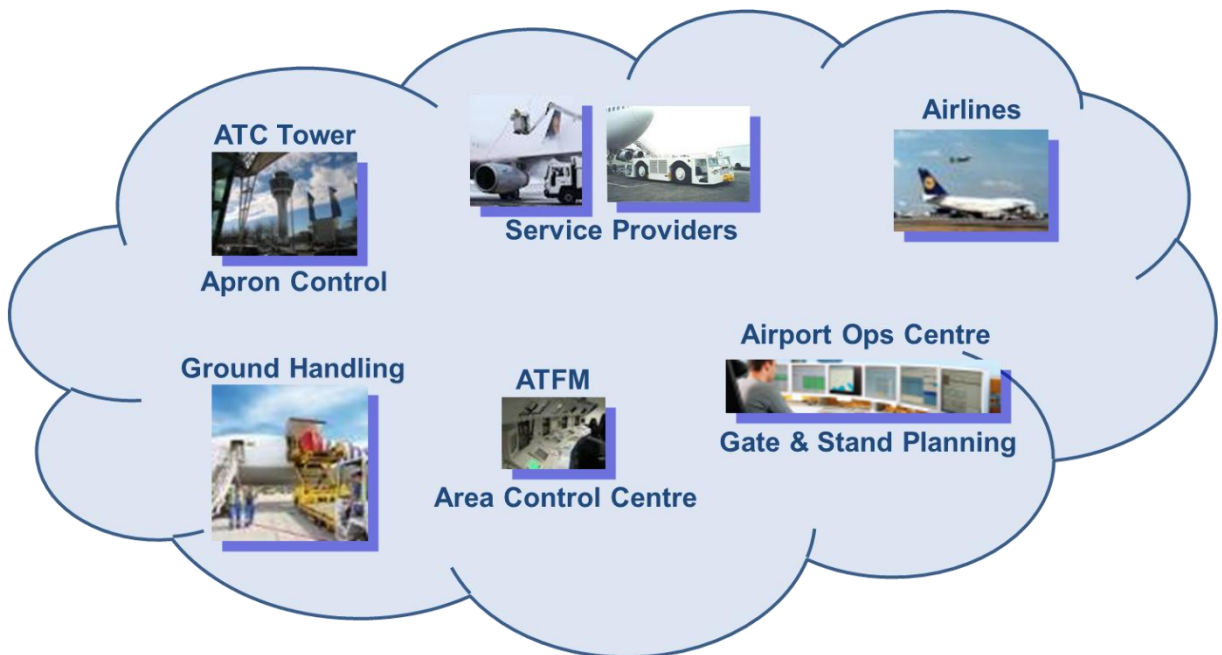 ATC Tower
Apron Control
Service Providers
Airlines
Ground Handling
ATFM
Area Control Centre
Airport Ops Centre
Gate & Stand Planning